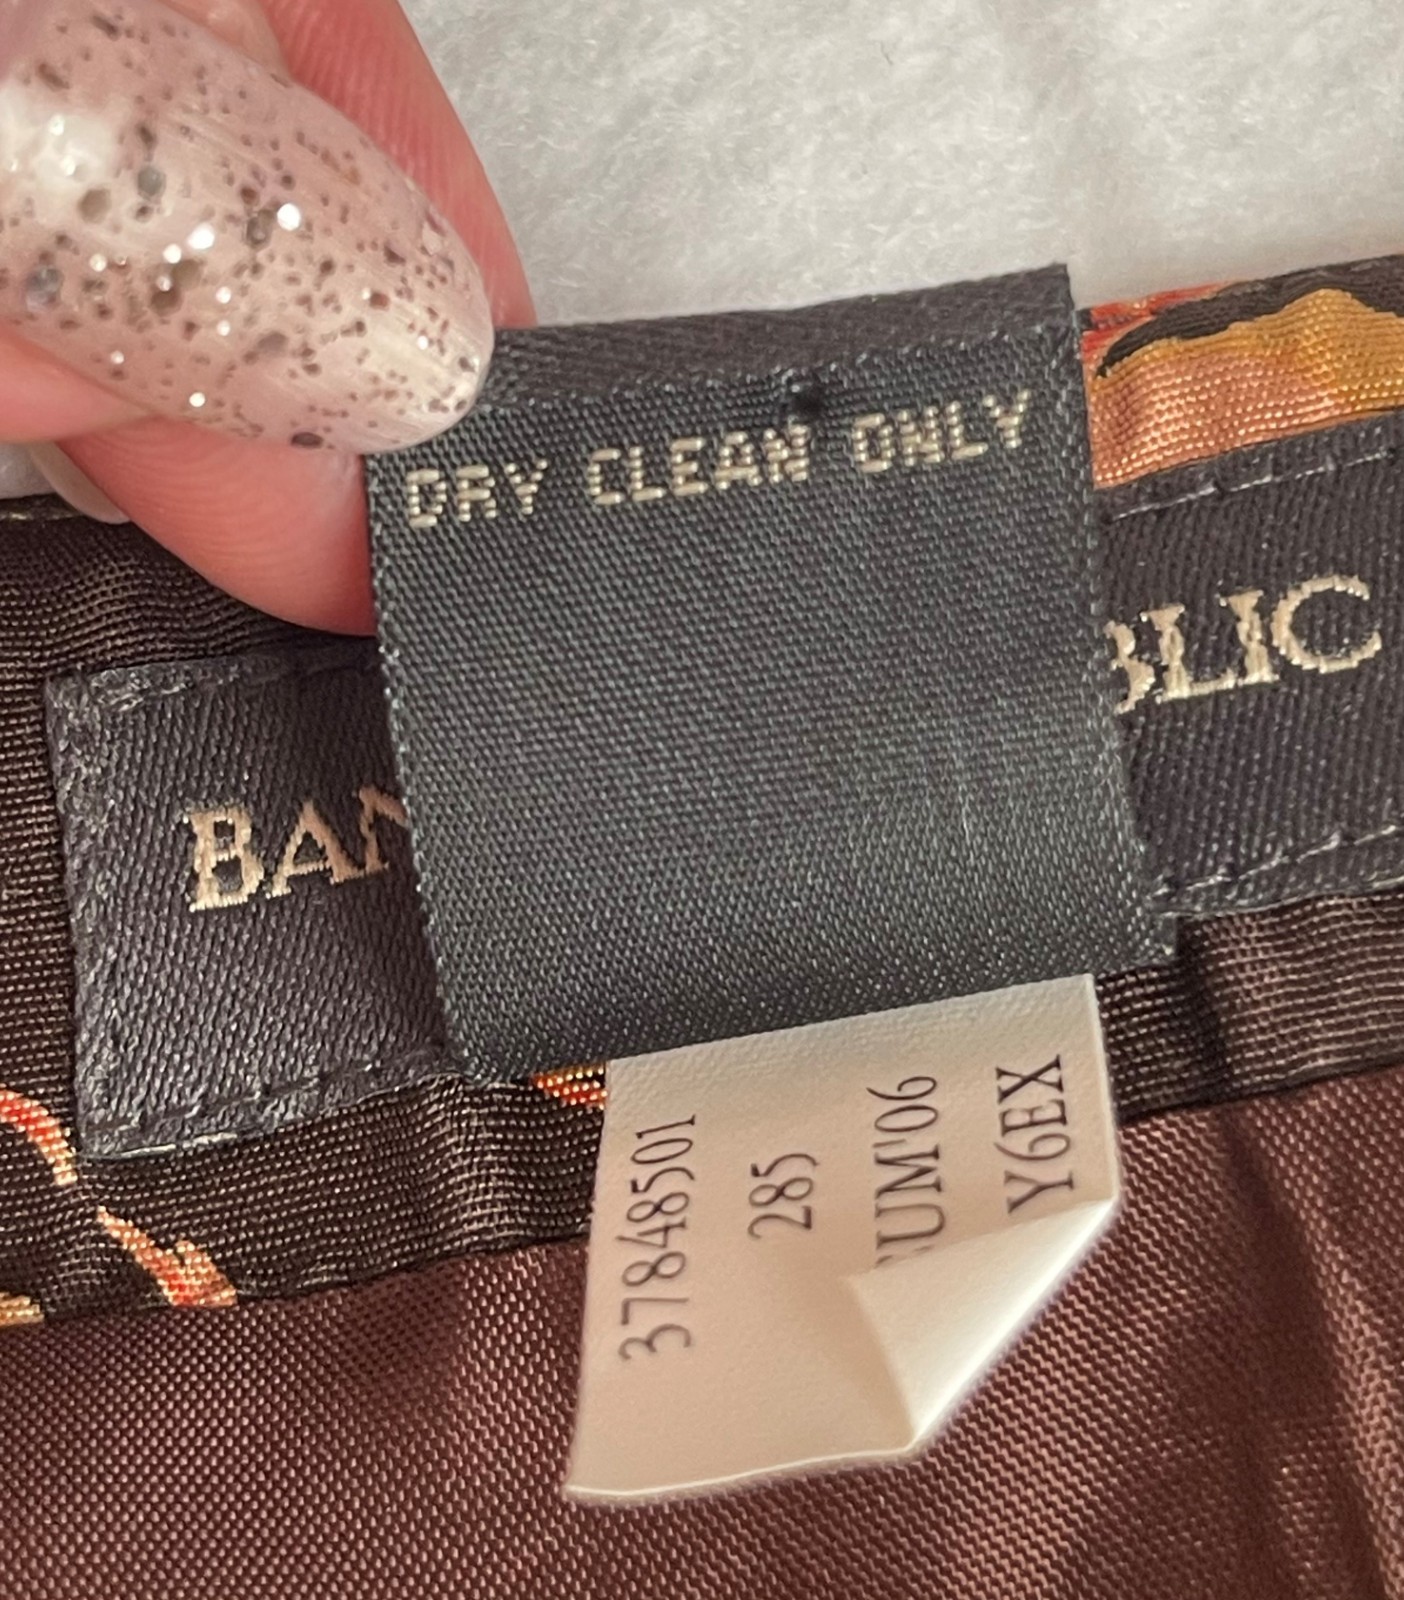 DRY CLEAN ONLY
BAN
BLIC
37848501
285
UM'06
Y6EX